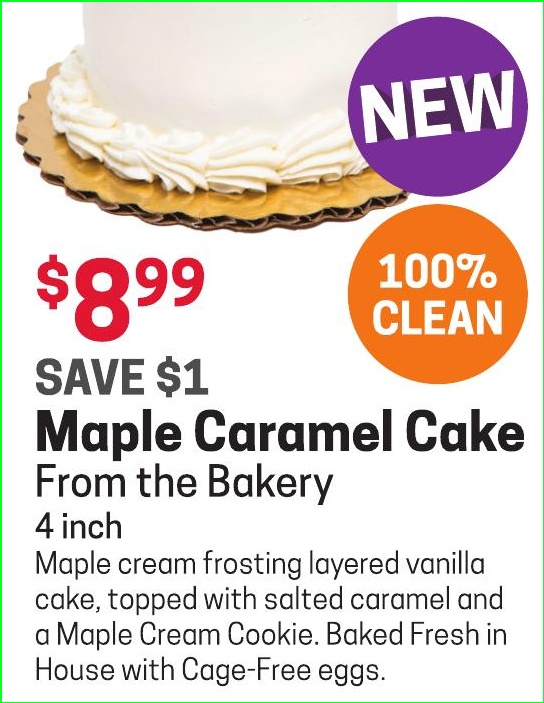 NEW
100%
CLEAN
$8.99
SAVE $1
Maple Caramel Cake
From the Bakery
4 inch
Maple cream frosting layered vanilla
cake, topped with salted caramel and
a Maple Cream Cookie. Baked Fresh in
House with Cage-Free eggs.